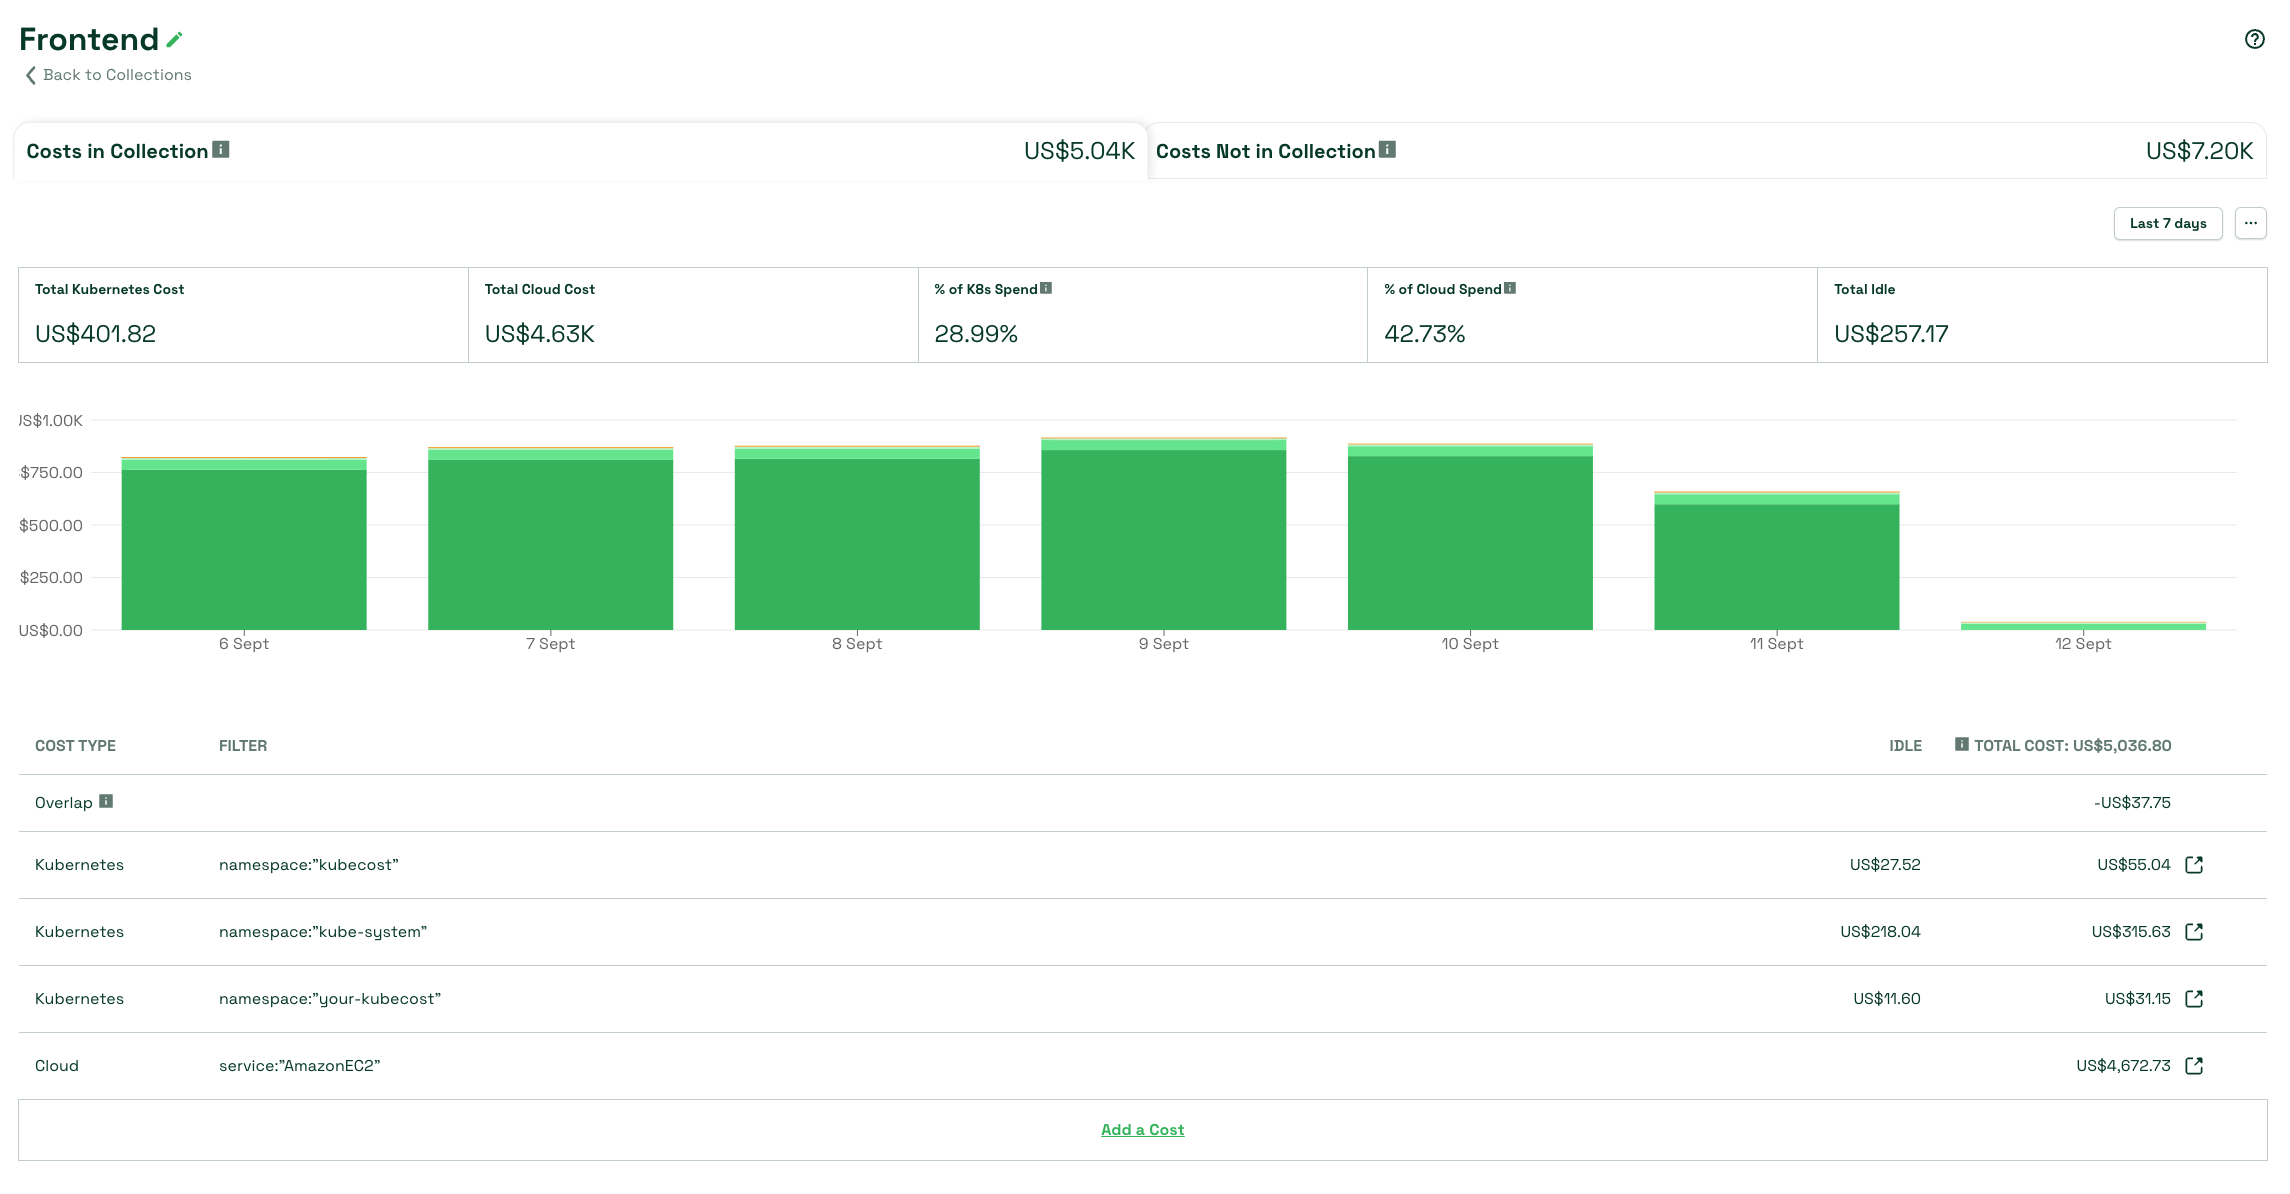 Frontend
Back to Collections
Costs in Collection US$5.04K Costs Not in Collection US$7.20K
Last 7 days ...
Total Kubernetes Cost Total Cloud Cost % of K8s Spend % of Cloud Spend Total Idle
US$401.82 US$4.63K 28.99% 42.73% US$257.17
US$1.00K
$750.00
$500.00
$250.00
US$0.00
6 Sept 7 Sept 8 Sept 9 Sept 10 Sept 11 Sept 12 Sept
COST TYPE FILTER IDLE TOTAL COST: US$5,036.80
Overlap -US$37.75
Kubernetes namespace:"kubecost" US$27.52 US$55.04
Kubernetes namespace:"kube-system" US$218.04 US$315.63
Kubernetes namespace:"your-kubecost" US$11.60 US$31.15
Cloud service:"AmazonEC2" US$4,672.73
Add a Cost